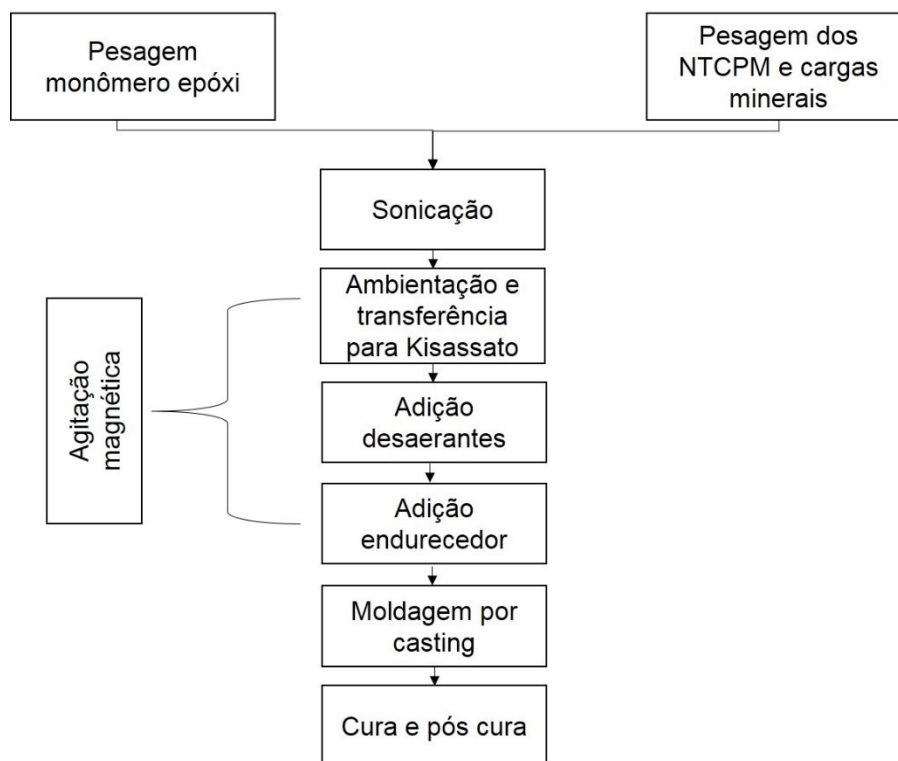 Pesagem
monômero epóxi
Pesagem dos
NTCPM e cargas
minerais
Sonicação
Ambientação e
transferência
para Kisassato
Agitação
magnética
Adição
desaerantes
Adição
endurecedor
Moldagem por
casting
Cura e pós cura